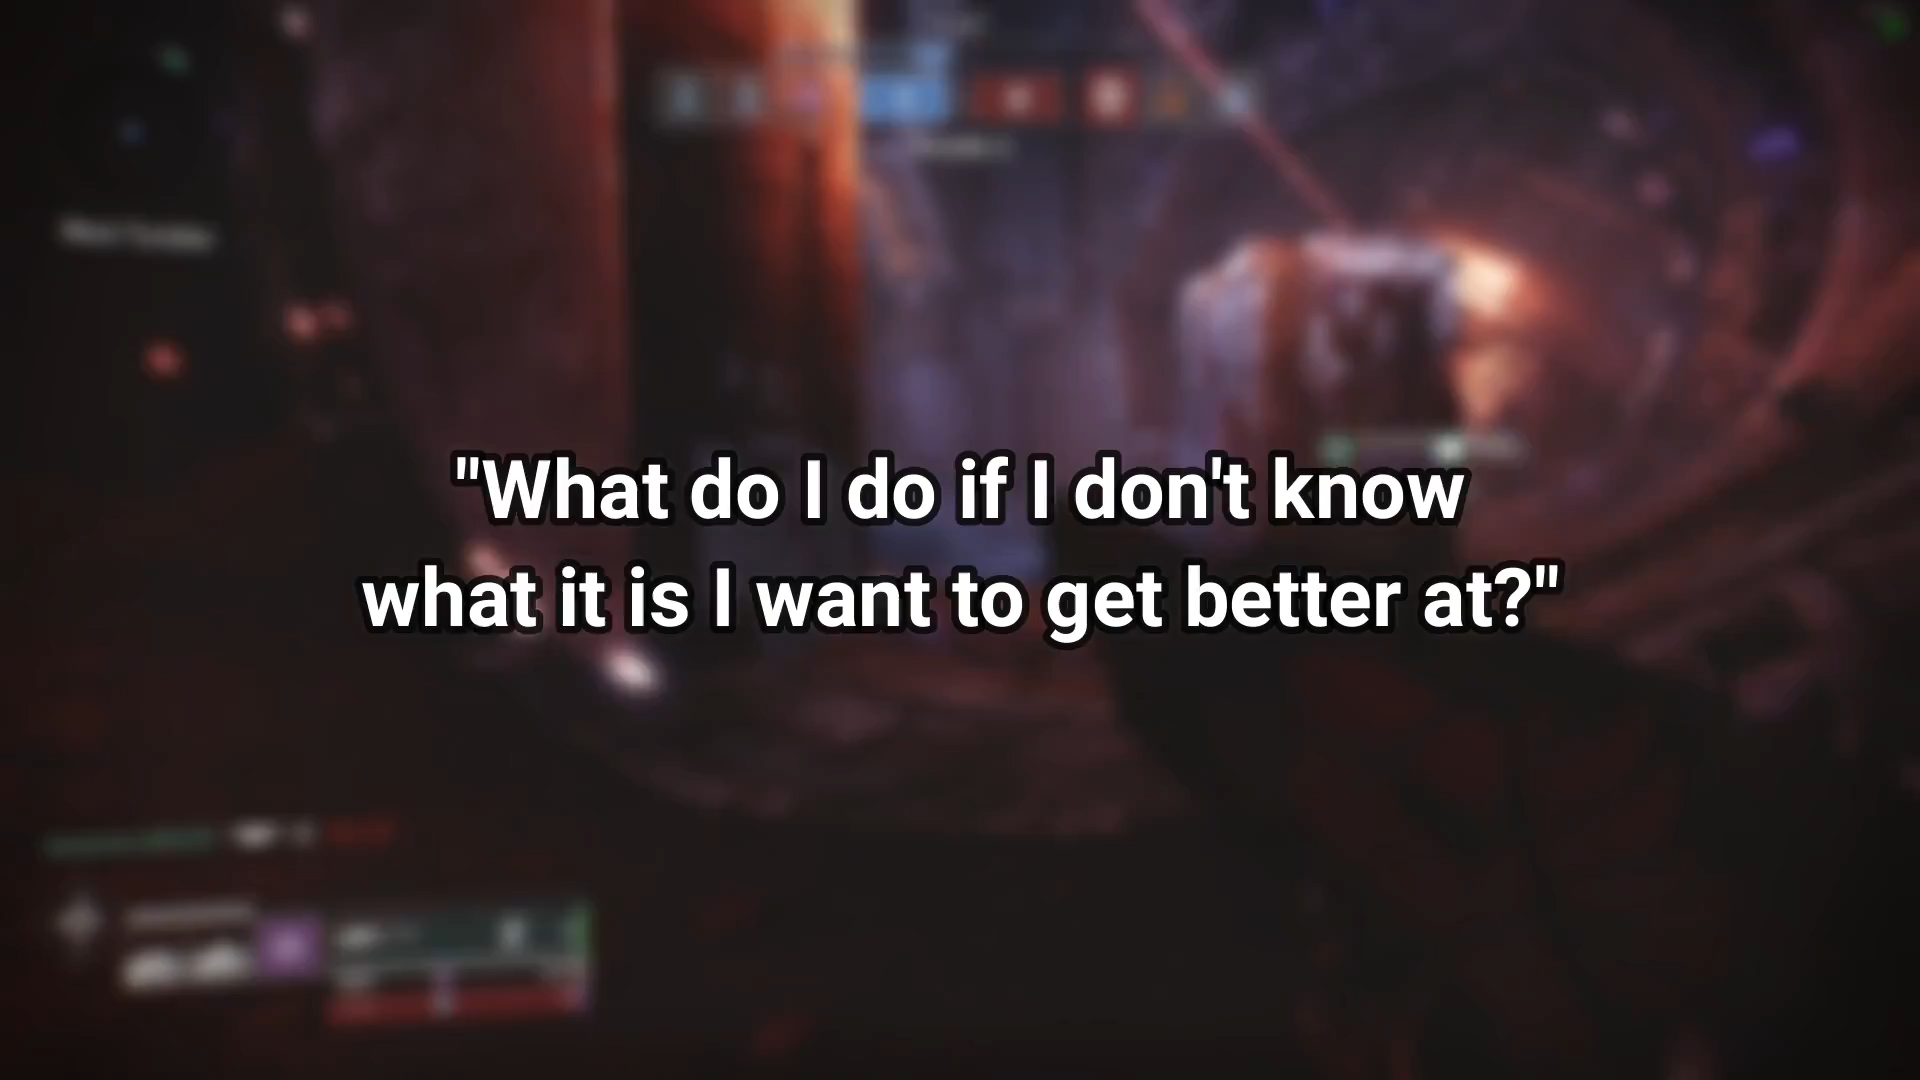 "What do I do if I don't know
what it is I want to get better at?"